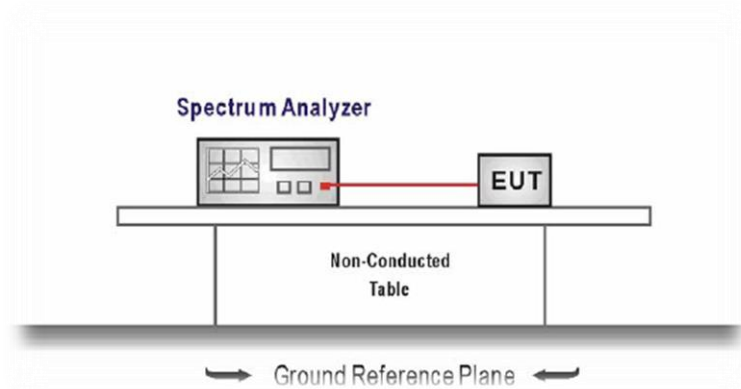 Spectrum Analyzer
EUT
Non-Conducted
Table
Ground Reference Plane